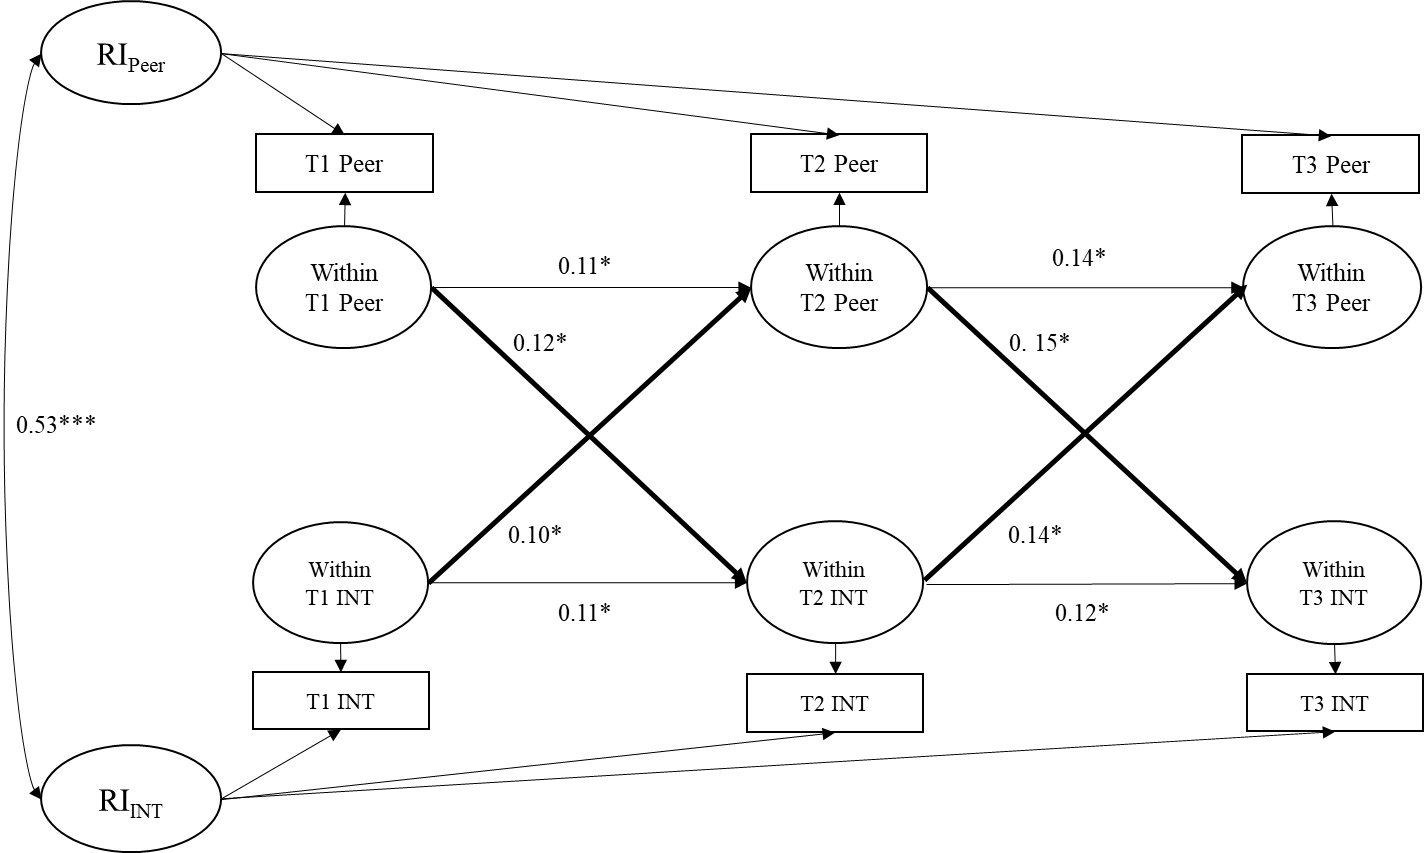 RIPeer
T1 Peer
T2 Peer
T3 Peer
Within
T1 Peer
0.11*
Within
T2 Peer
0.14*
Within
T3 Peer
0.12*
0. 15*
0.53***
0.10*
0.14*
Within
T1 INT
0.11*
Within
T2 INT
0.12*
Within
T3 INT
T1 INT
T2 INT
T3 INT
RIINT